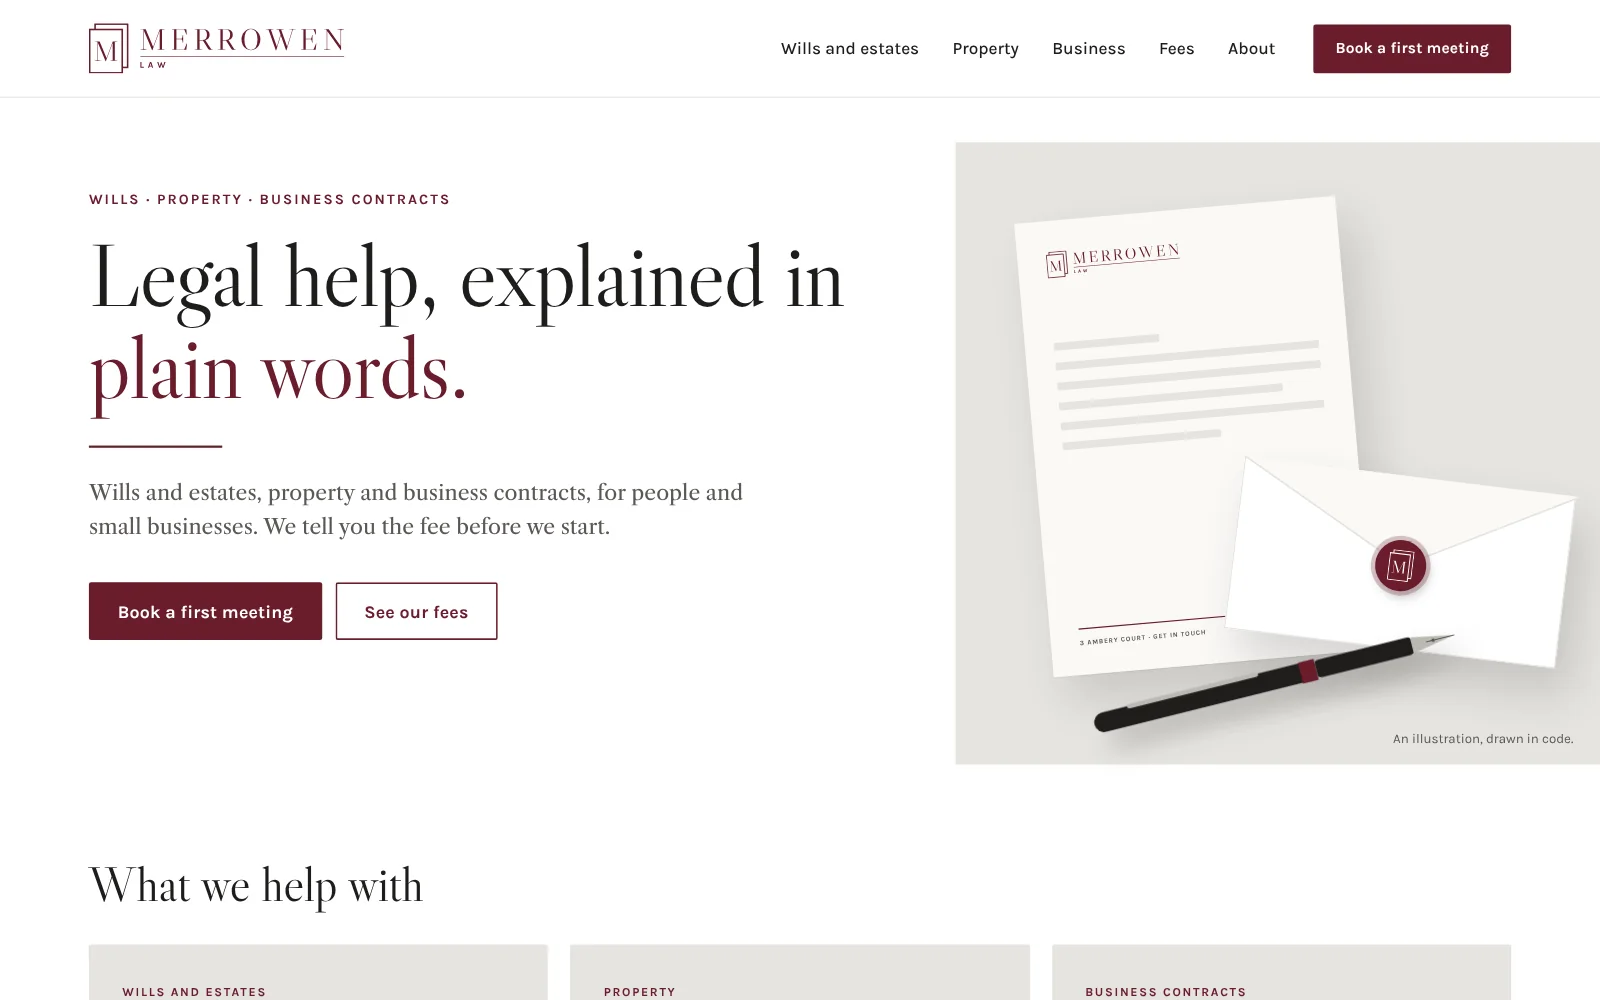 M MERROWEN
LAW
Wills and estates
Property
Business
Fees
About
Book a first meeting
WILLS · PROPERTY · BUSINESS CONTRACTS
Legal help, explained in
plain words.
Wills and estates, property and business contracts, for people and
small businesses. We tell you the fee before we start.
Book a first meeting
See our fees
M MERROWEN
LAW
M
3 AMBERY COURT · GET IN TOUCH
An illustration, drawn in code.
What we help with
WILLS AND ESTATES
PROPERTY
BUSINESS CONTRACTS